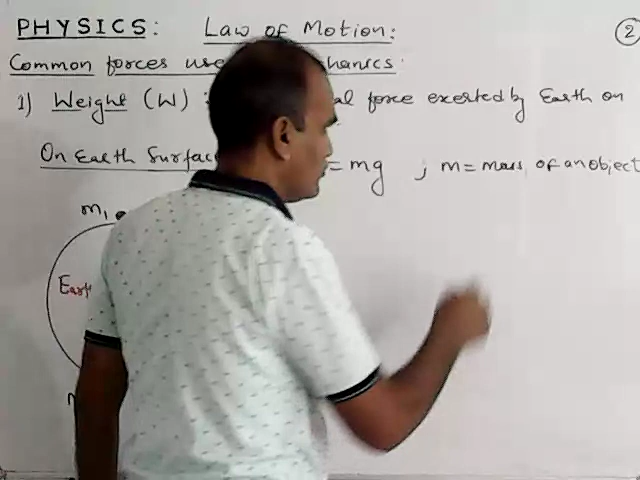 PHYSICS: Law of Motion: 2
Common forces use
1) Weight (W) : force exerted by Earth on
On Earth Surfac = mg ; m = mass of an object
m₁
Earth